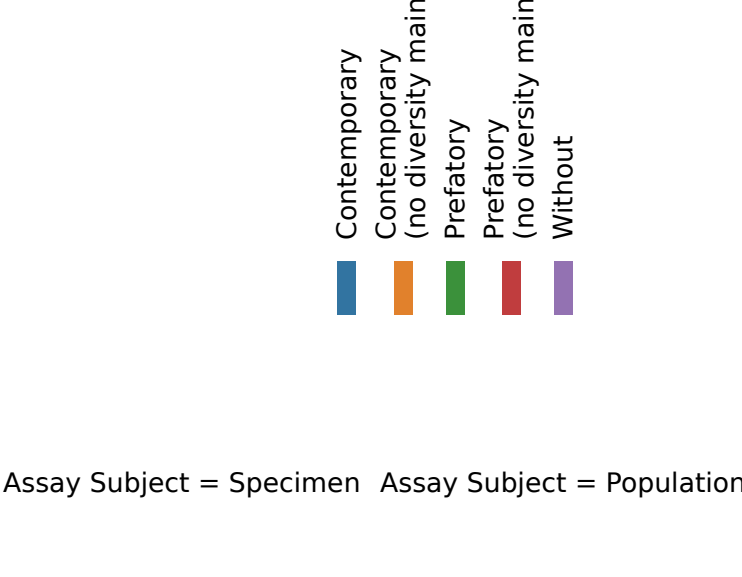 Contemporary
Contemporary
(no diversity main
Prefatory
Prefatory
(no diversity main
Without
Assay Subject = Specimen
Assay Subject = Population